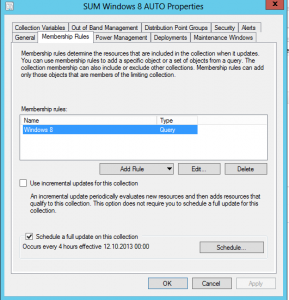 SUM Windows 8 AUTO Properties
x
Collection Variables Out of Band Management Distribution Point Groups Security Alerts
General Membership Rules Power Management Deployments Maintenance Windows
Membership rules determine the resources that are included in the collection when it updates.
You can use membership rules to add a specific object or a set of objects from a query. The
collection membership can also include or exclude other collections. Membership rules can add
only those objects that are members of the limiting collection.
Membership rules:
Name Type
Windows 8 Query
Add Rule Edit... Delete
Use incremental updates for this collection
An incremental update periodically evaluates new resources and then adds resources that
qualify to this collection. This option does not require you to schedule a full update for this
collection.
Schedule a full update on this collection
Occurs every 4 hours effective 12.10.2013 00:00
Schedule...
OK Cancel Apply